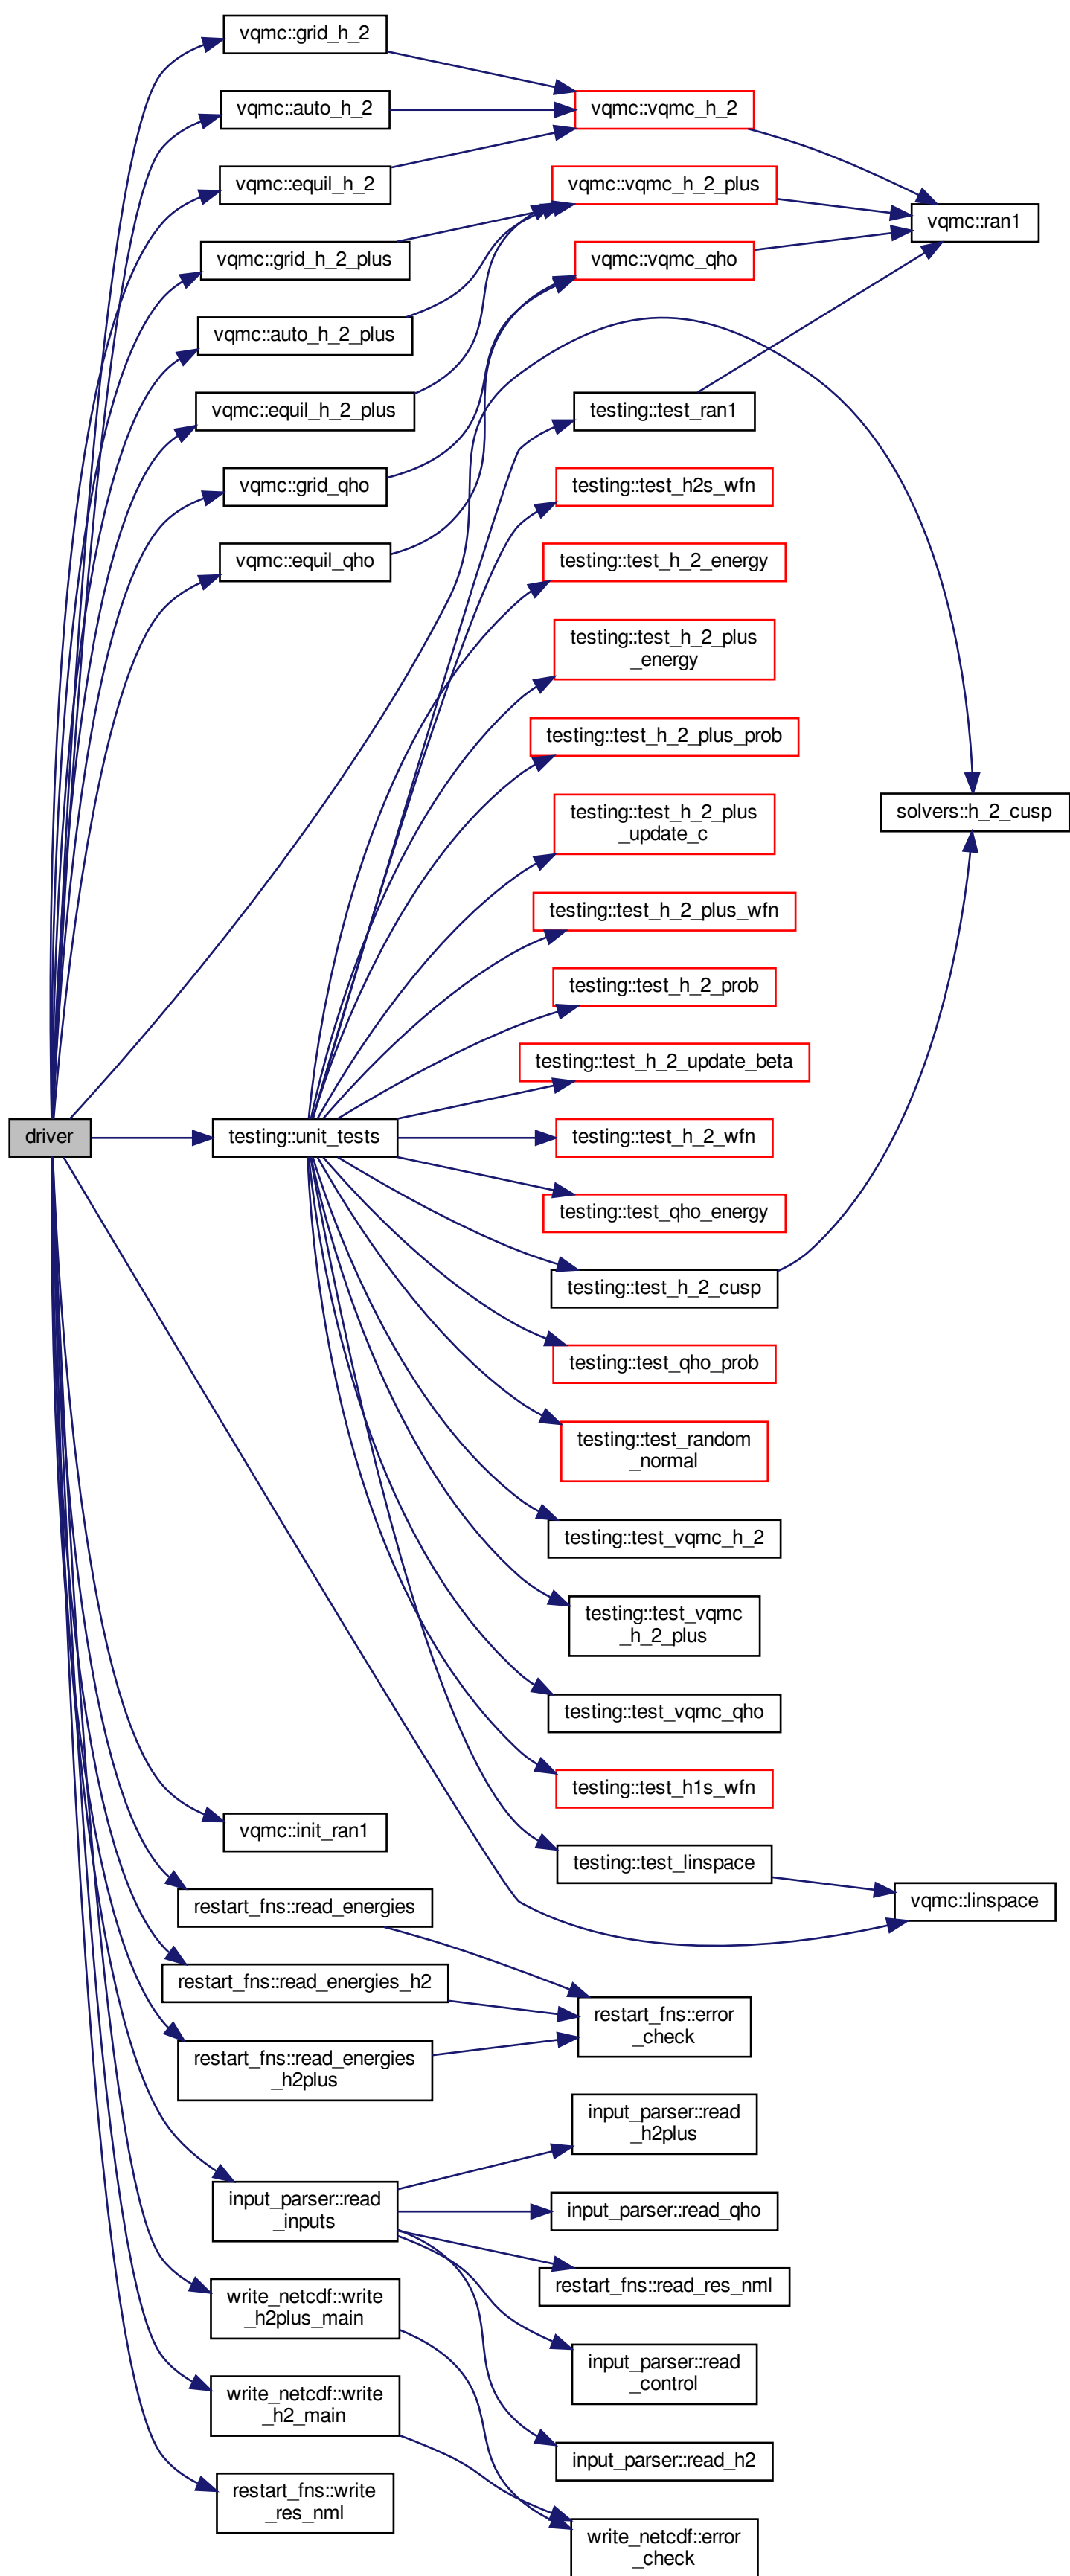 vqmc::grid_h_2
vqmc::auto_h_2
vqmc::vqmc_h_2
vqmc::equil_h_2
vqmc::vqmc_h_2_plus
vqmc::ran1
vqmc::grid_h_2_plus
vqmc::vqmc_qho
vqmc::auto_h_2_plus
vqmc::equil_h_2_plus
testing::test_ran1
vqmc::grid_qho
testing::test_h2s_wfn
vqmc::equil_qho
testing::test_h_2_energy
testing::test_h_2_plus
_energy
testing::test_h_2_plus_prob
testing::test_h_2_plus
_update_c
solvers::h_2_cusp
testing::test_h_2_plus_wfn
testing::test_h_2_prob
testing::test_h_2_update_beta
driver
testing::unit_tests
testing::test_h_2_wfn
testing::test_qho_energy
testing::test_h_2_cusp
testing::test_qho_prob
testing::test_random
_normal
testing::test_vqmc_h_2
testing::test_vqmc
_h_2_plus
testing::test_vqmc_qho
testing::test_h1s_wfn
vqmc::init_ran1
testing::test_linspace
vqmc::linspace
restart_fns::read_energies
restart_fns::read_energies_h2
restart_fns::error
_check
restart_fns::read_energies
_h2plus
input_parser::read
_h2plus
input_parser::read
_inputs
input_parser::read_qho
restart_fns::read_res_nml
write_netcdf::write
_h2plus_main
input_parser::read
_control
write_netcdf::write
_h2_main
input_parser::read_h2
restart_fns::write
_res_nml
write_netcdf::error
_check